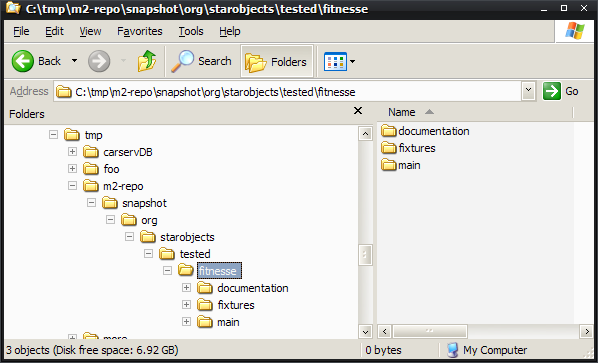 C:\tmp\m2-repo\snapshot\org\starobjects\tested\fitnesse
File Edit View Favorites Tools Help
Back Search Folders
Address C:\tmp\m2-repo\snapshot\org\starobjects\tested\fitnesse Go
Folders
tmp
carservDB
foo
m2-repo
snapshot
org
starobjects
tested
fitnesse
documentation
fixtures
main
Name
documentation
fixtures
main
3 objects (Disk free space: 6.92 GB) 0 bytes My Computer